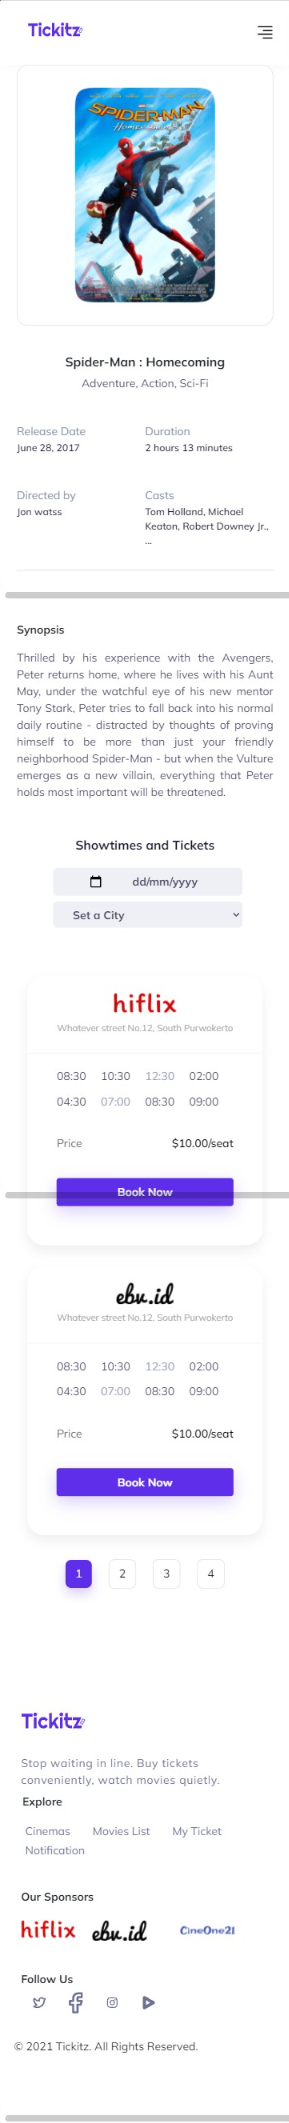 Tickitz
SPIDER-MAN
Spider-Man : Homecoming
Adventure, Action, Sci-Fi
Release Date
Duration
June 28, 2017
2 hours 13 minutes
Directed by
Casts
Jon watss
Tom Holland, Michael
Keaton, Robert Downey Jr.,
...
Synopsis
Thrilled by his experience with the Avengers,
Peter returns home, where he lives with his Aunt
May, under the watchful eye of his new mentor
Tony Stark, Peter tries to fall back into his normal
daily routine - distracted by thoughts of proving
himself to be more than just your friendly
neighborhood Spider-Man - but when the Vulture
emerges as a new villain, everything that Peter
holds most important will be threatened.
Showtimes and Tickets
dd/mm/yyyy
Set a City
hiflix
Whatever street No.12, South Purwokerto
08:30 10:30 12:30 02:00
04:30 07:00 08:30 09:00
Price $10.00/seat
Book Now
ebv.id
Whatever street No.12, South Purwokerto
08:30 10:30 12:30 02:00
04:30 07:00 08:30 09:00
Price $10.00/seat
Book Now
1 2 3 4
Tickitz
Stop waiting in line. Buy tickets
conveniently, watch movies quietly.
Explore
Cinemas Movies List My Ticket
Notification
Our Sponsors
hiflix ebv.id CineOne21
Follow Us
© 2021 Tickitz. All Rights Reserved.